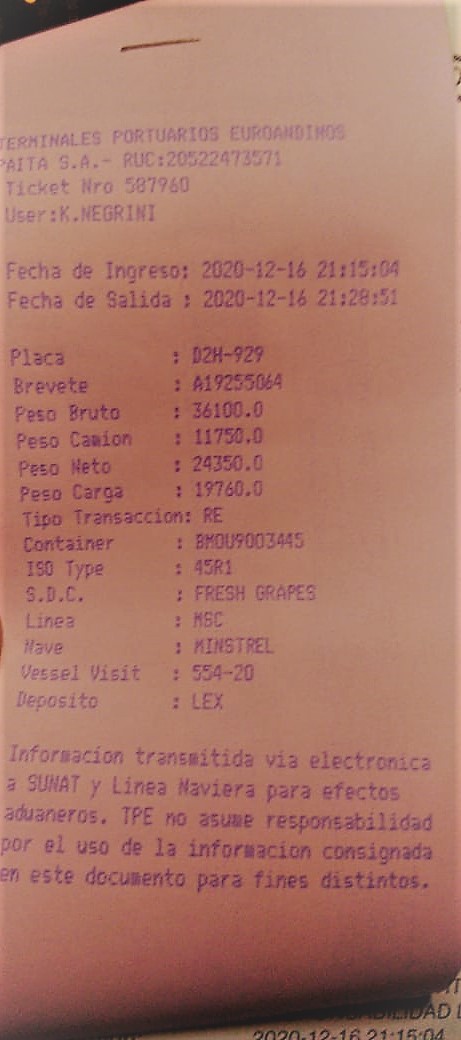 TERMINALES PORTUARIOS EUROANDINOS
PAITA S.A.- RUC:20522473571
Ticket Nro 587960
User:K.NEGRINI
Fecha de Ingreso: 2020-12-16 21:15:04
Fecha de Salida : 2020-12-16 21:28:51
Placa : D2H-929
Brevete : A19255064
Peso Bruto : 36100.0
Peso Camion : 11750.0
Peso Neto : 24350.0
Peso Carga : 19760.0
Tipo Transaccion: RE
Container : BMOU9003445
ISO Type : 45R1
S.D.C. : FRESH GRAPES
Linea : MSC
Nave : MINSTREL
Vessel Visit : 554-20
Deposito : LEX
Informacion transmitida via electronica
a SUNAT y Linea Naviera para efectos
aduaneros. TPE no asume responsabilidad
por el uso de la informacion consignada
en este documento para fines distintos.
2020-12-16 21:15:04